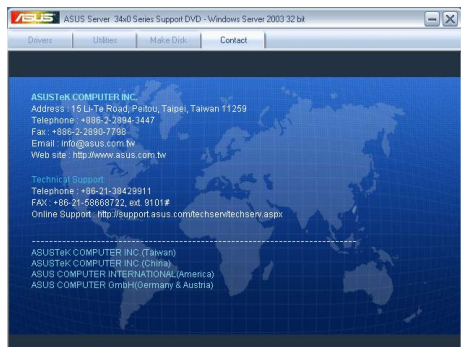 ASUS
ASUS Server 34x0 Series Support DVD - Windows Server 2003 32 bit
Drivers
Utilities
Make Disk
Contact
ASUSTeK COMPUTER INC.
Address : 15 Li-Te Road, Peitou, Taipei, Taiwan 11259
Telephone : +886-2-2894-3447
Fax : +886-2-2890-7798
Email : info@asus.com.tw
Web site : http://www.asus.com.tw
Technical Support
Telephone : +86-21-38429911
FAX : +86-21-58668722, ext. 9101#
Online Support : http://support.asus.com/techserv/techserv.aspx
ASUSTeK COMPUTER INC.(Taiwan)
ASUSTeK COMPUTER INC.(China)
ASUS COMPUTER INTERNATIONAL(America)
ASUS COMPUTER GmbH(Germany & Austria)